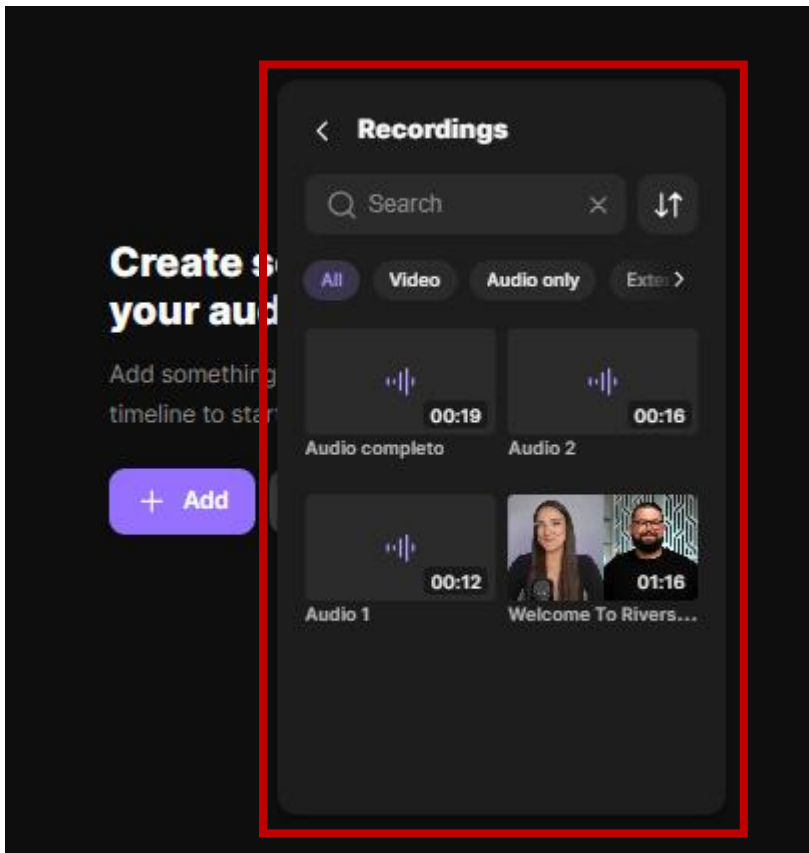 Recordings
Search
Create s
your aud
All Video Audio only
Add something
timeline to star
00:19 00:16
Audio completo Audio 2
+ Add
00:12 01:16
Audio 1 Welcome To Rivers...